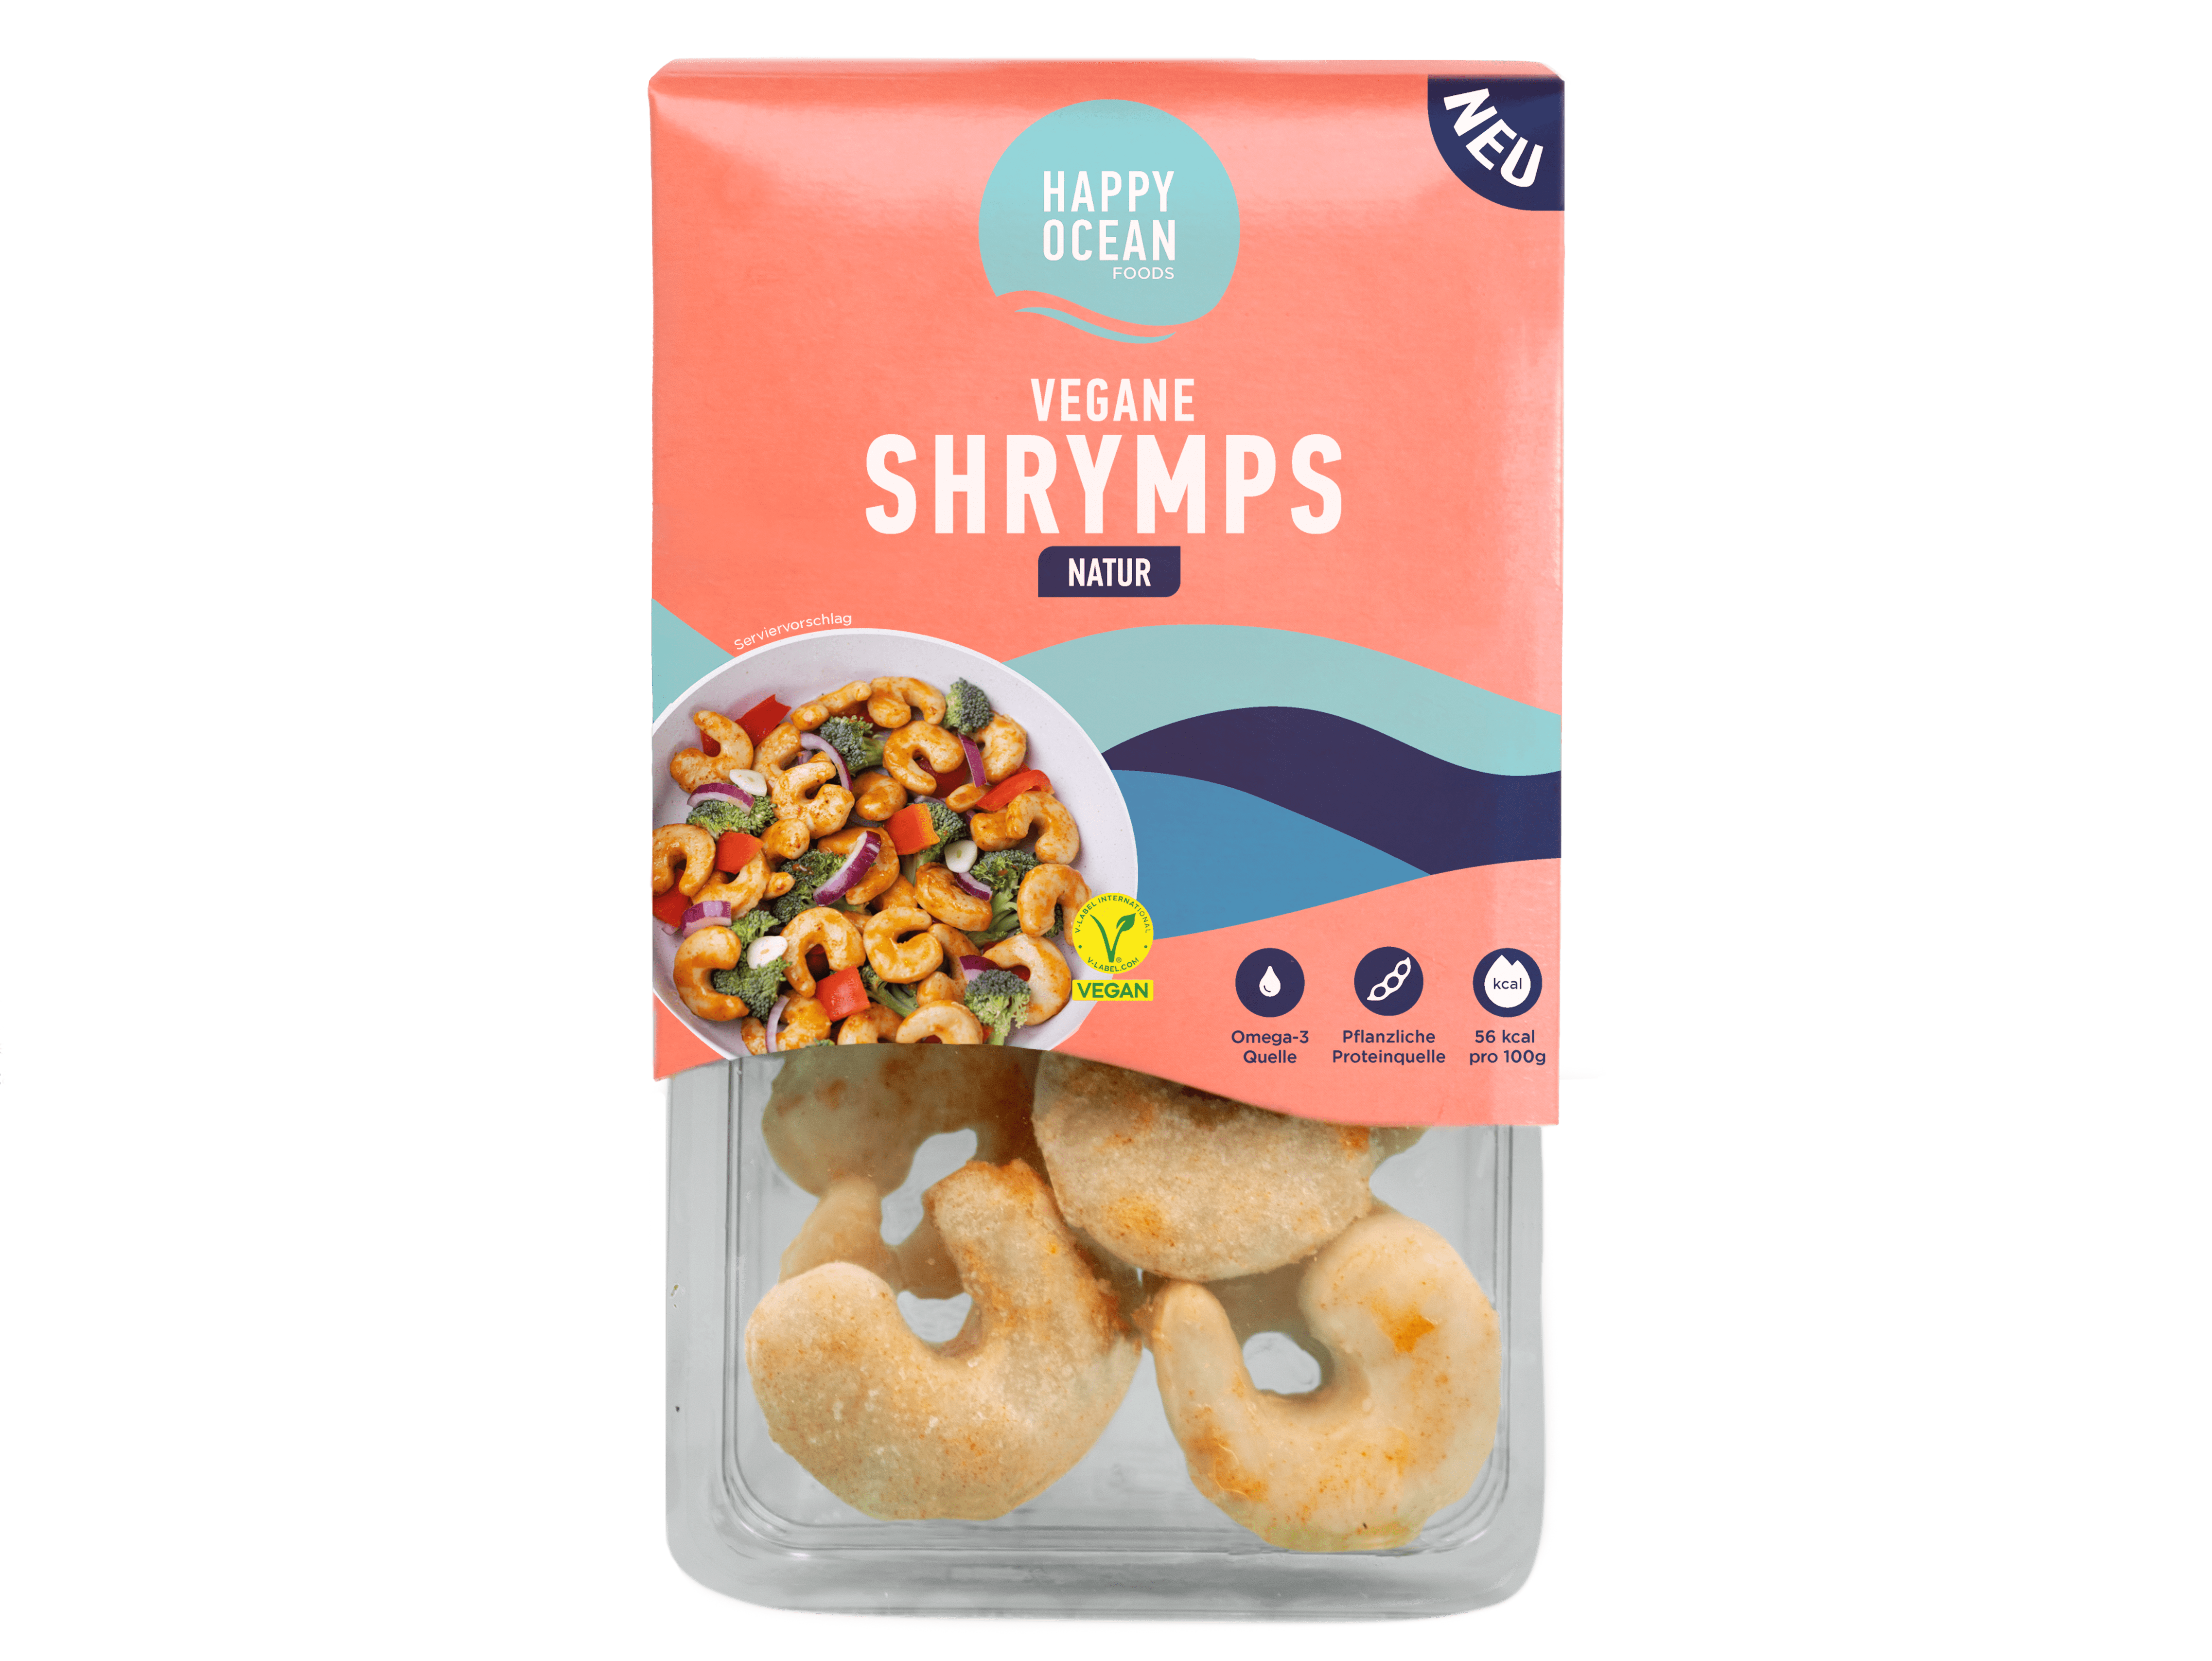 NEU
HAPPY
OCEAN
FOODS
VEGANE
SHRYMPS
NATUR
Serviervorschlag
V-LABEL INTERNATIONAL
V-LABEL.COM
VEGAN
kcal
Omega-3
Quelle
Pflanzliche
Proteinquelle
56 kcal
pro 100g